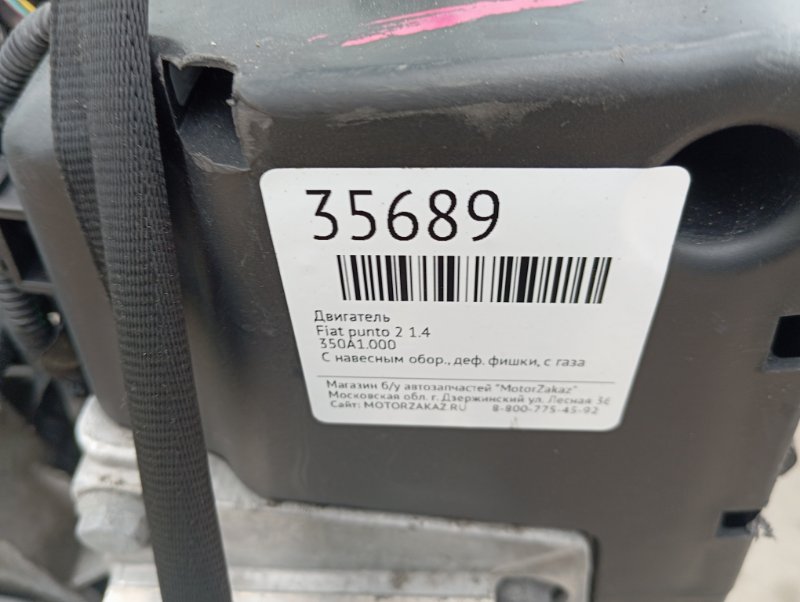 35689
Двигатель
Fiat punto 2 1.4
350A1.000
С навесным обор., деф. фишки, с газа
Магазин б/у автозапчастей "MotorZakaz"
Московская обл. г. Дзержинский ул. Лесная 3Е
Сайт: MOTORZAKAZ.RU 8-800-775-45-92